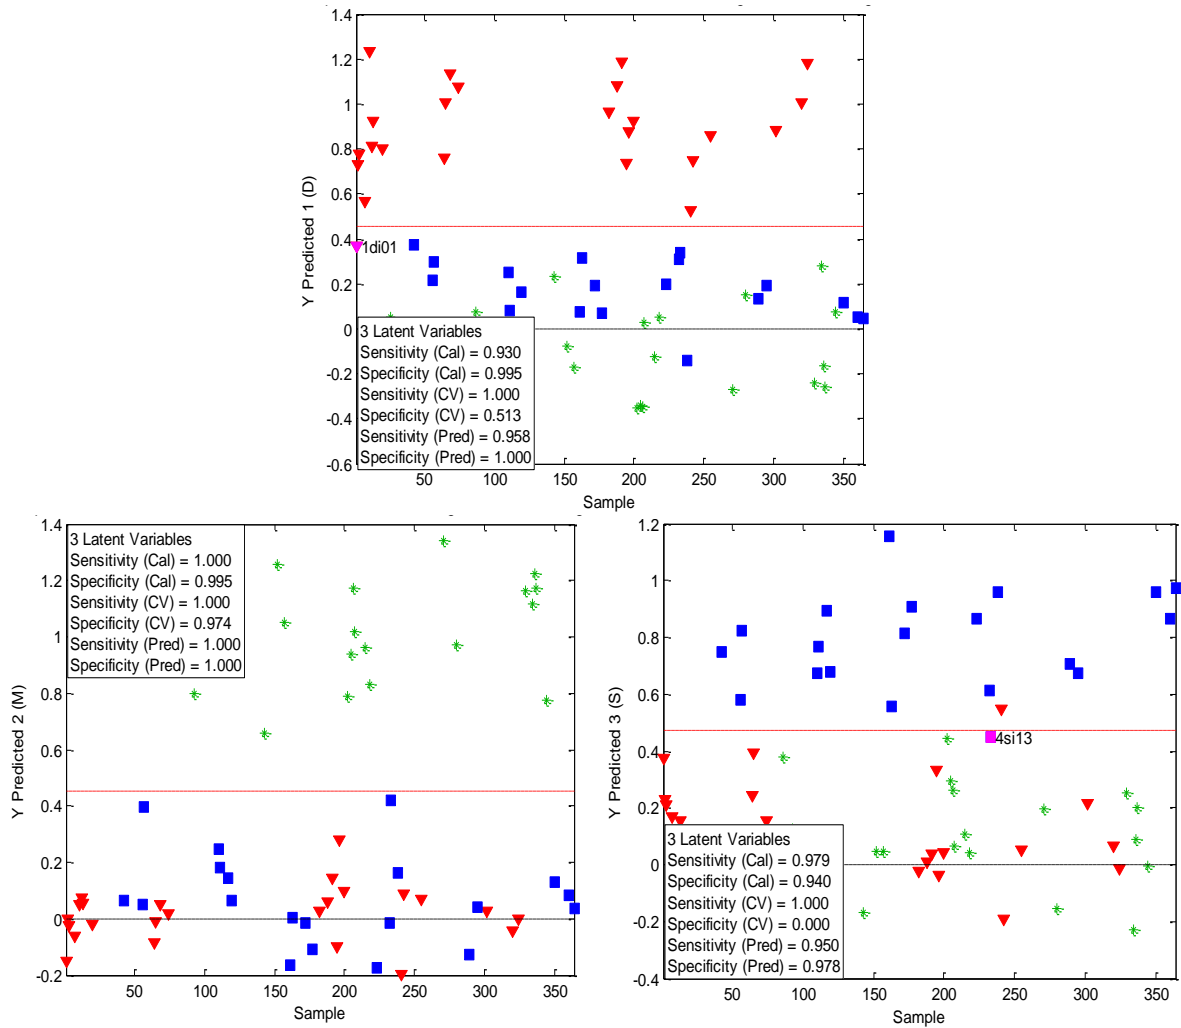 1.4
1.2
1
0.8
0.6
0.4
0.2
0
-0.2
-0.4
-0.6
Y Predicted 1 (D)
1di01
3 Latent Variables
Sensitivity (Cal) = 0.930
Specificity (Cal) = 0.995
Sensitivity (CV) = 1.000
Specificity (CV) = 0.513
Sensitivity (Pred) = 0.958
Specificity (Pred) = 1.000
50 100 150 200 250 300 350
Sample
1.4
1.2
1
0.8
0.6
0.4
0.2
0
-0.2
Y Predicted 2 (M)
3 Latent Variables
Sensitivity (Cal) = 1.000
Specificity (Cal) = 0.995
Sensitivity (CV) = 1.000
Specificity (CV) = 0.974
Sensitivity (Pred) = 1.000
Specificity (Pred) = 1.000
50 100 150 200 250 300 350
Sample
1.2
1
0.8
0.6
0.4
0.2
0
-0.2
-0.4
Y Predicted 3 (S)
4si13
3 Latent Variables
Sensitivity (Cal) = 0.979
Specificity (Cal) = 0.940
Sensitivity (CV) = 1.000
Specificity (CV) = 0.000
Sensitivity (Pred) = 0.950
Specificity (Pred) = 0.978
50 100 150 200 250 300 350
Sample